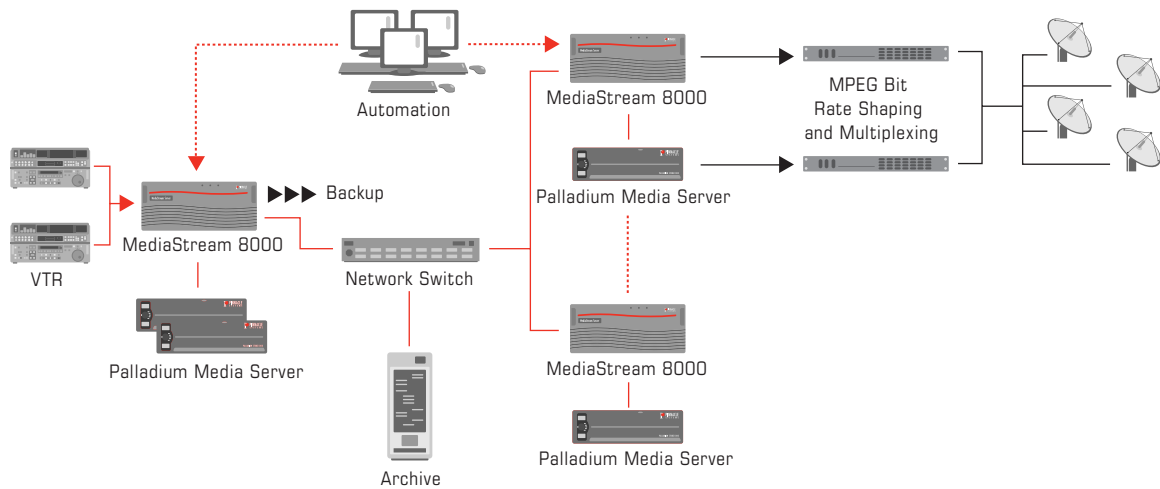 Automation
MediaStream 8000
MPEG Bit
Rate Shaping
and Multiplexing
Palladium Media Server
Backup
MediaStream 8000
VTR
Network Switch
Palladium Media Server
MediaStream 8000
Archive
Palladium Media Server